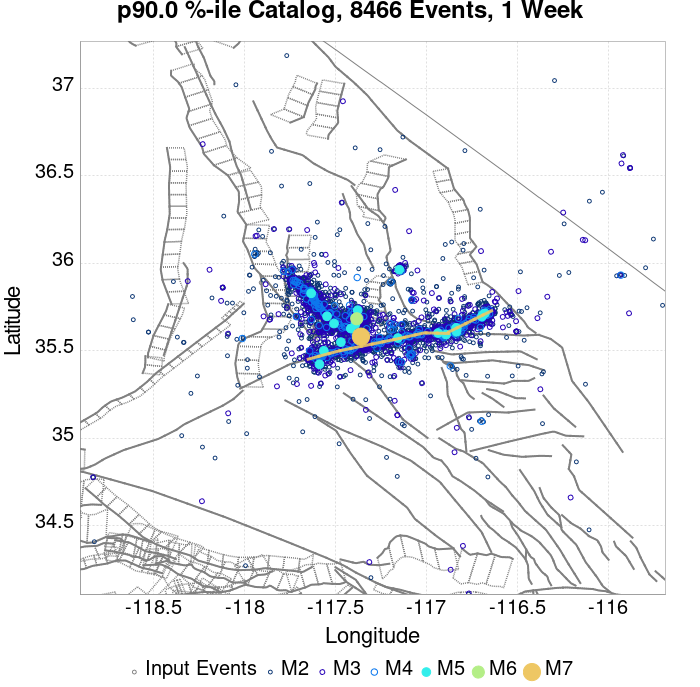 p90.0 %-ile Catalog, 8466 Events, 1 Week
Latitude
37
36.5
36
35.5
35
34.5
-118.5 -118 -117.5 -117 -116.5 -116
Longitude
Input Events M2 M3 M4 M5 M6 M7